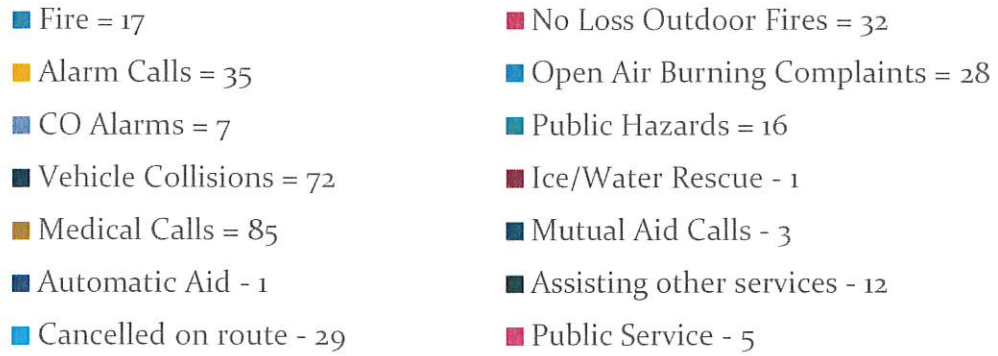 Fire = 17
No Loss Outdoor Fires = 32
Alarm Calls = 35
Open Air Burning Complaints = 28
CO Alarms = 7
Public Hazards = 16
Vehicle Collisions = 72
Ice/Water Rescue - 1
Medical Calls = 85
Mutual Aid Calls - 3
Automatic Aid - 1
Assisting other services - 12
Cancelled on route - 29
Public Service - 5